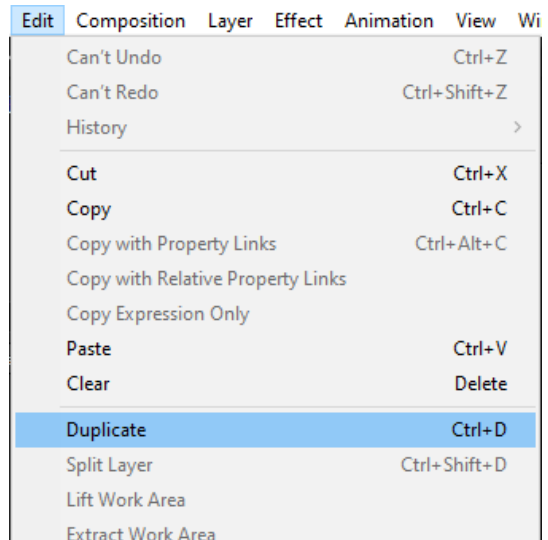 Edit Composition Layer Effect Animation View Wi
Can't Undo Ctrl+Z
Can't Redo Ctrl+Shift+Z
History
Cut Ctrl+X
Copy Ctrl+C
Copy with Property Links Ctrl+Alt+C
Copy with Relative Property Links
Copy Expression Only
Paste Ctrl+V
Clear Delete
Duplicate Ctrl+D
Split Layer Ctrl+Shift+D
Lift Work Area
Extract Work Area